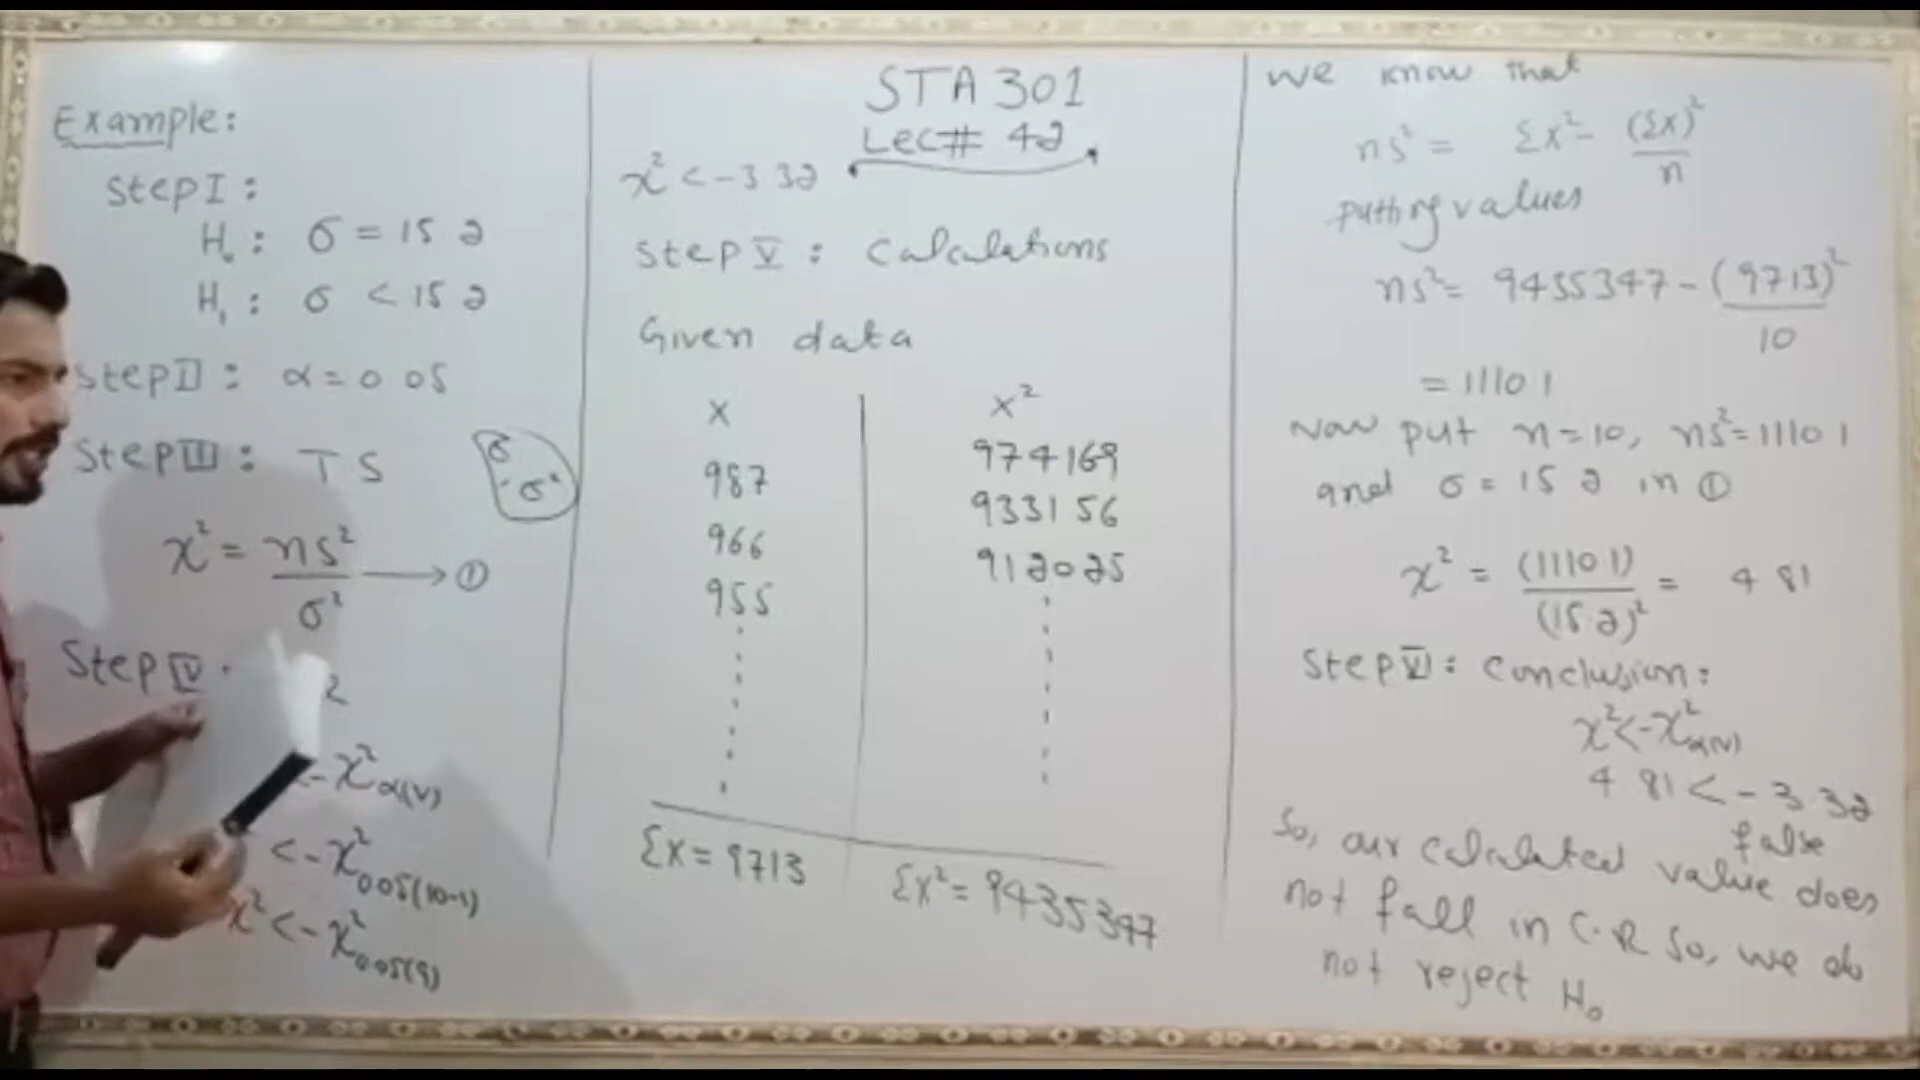 Example:
Step I:
H₀: σ = 15 2
H₁: σ < 15 2
Step II: α = 0 05
Step III: T S
σ
-σ²
χ² = ns²/σ² → ①
Step IV
2
<-χ²α(v)
<-χ²0 05(10-1)
χ² <-χ²0 05(9)
STA 301
Lec# 42
χ² < -3 32
Step V: Calculations
Given data
X X²
987 974169
966 933156
955 912025
ΣX = 9713 ΣX² = 9435347
We know that
ns² = ΣX² - (ΣX)²/n
putting values
ns² = 9435347 - (9713)²/10
= 1110 1
Now put n = 10, ns² = 1110 1
and σ = 15 2 in ①
χ² = (1110 1)/(15 2)² = 4 81
Step VI: Conclusion:
χ² <-χ²α(v)
4 81 < -3 32
false
So, our calculated value does
not fall in C.R So, we do
not reject H₀